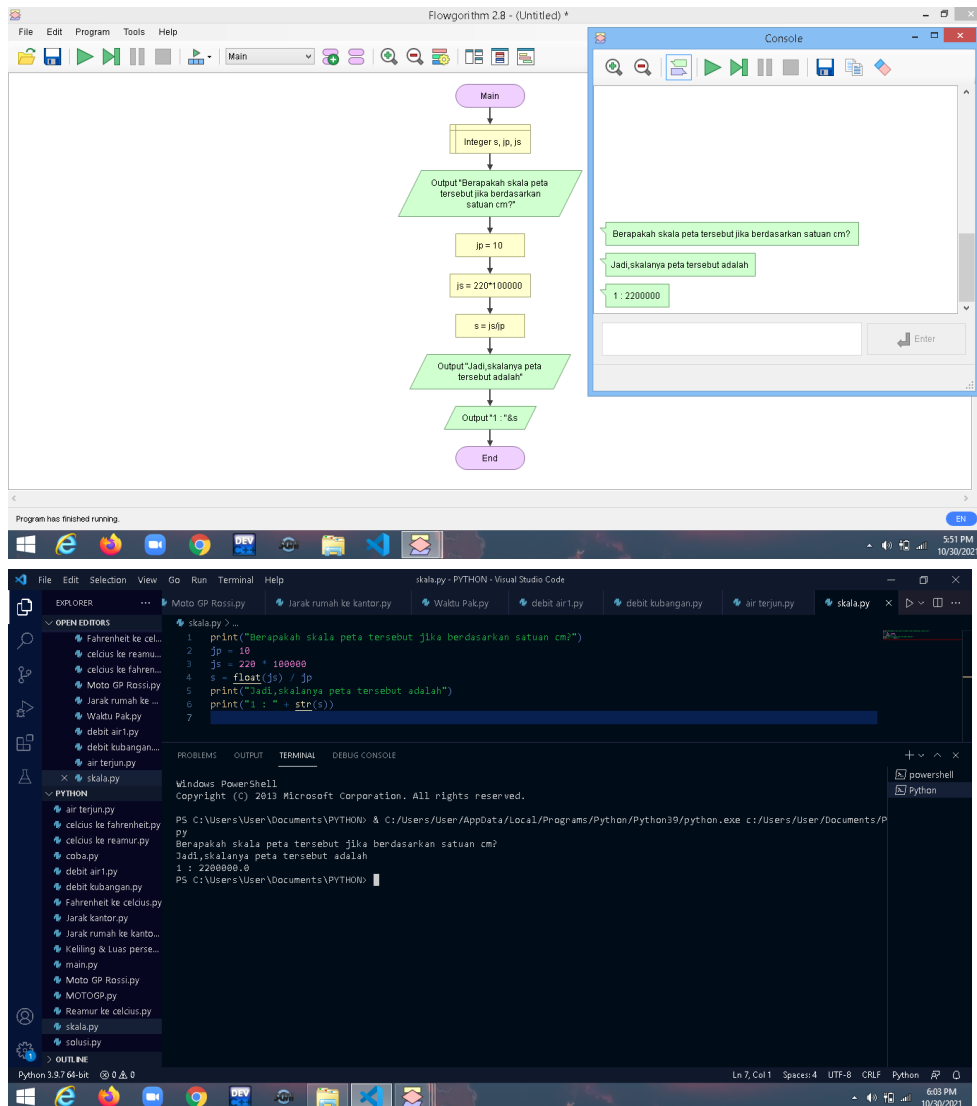 Flowgorithm 2.8 - (Untitled) *
File Edit Program Tools Help
Main
Main
Integer s, jp, js
Output "Berapakah skala peta
tersebut jika berdasarkan
satuan cm?"
jp = 10
js = 220*100000
s = js/jp
Output "Jadi,skalanya peta
tersebut adalah"
Output "1 : "&s
End
Console
Berapakah skala peta tersebut jika berdasarkan satuan cm?
Jadi,skalanya peta tersebut adalah
1 : 2200000
Enter
Program has finished running.
EN
DEV
5:51 PM
10/30/2021
File Edit Selection View Go Run Terminal Help
skala.py - PYTHON - Visual Studio Code
EXPLORER
Moto GP Rossi.py
Jarak rumah ke kantor.py
Waktu Pak.py
debit air1.py
debit kubangan.py
air terjun.py
skala.py
OPEN EDITORS
Fahrenheit ke cel...
celcius ke reamu...
celcius ke fahren...
Moto GP Rossi.py
Jarak rumah ke ...
Waktu Pak.py
debit air1.py
debit kubangan....
air terjun.py
skala.py
PYTHON
air terjun.py
celcius ke fahrenheit.py
celcius ke reamur.py
coba.py
debit air1.py
debit kubangan.py
Fahrenheit ke celcius.py
Jarak kantor.py
Jarak rumah ke kanto...
Keliling & Luas perse...
main.py
Moto GP Rossi.py
MOTOGP.py
Reamur ke celcius.py
skala.py
solusi.py
OUTLINE
skala.py > ...
1 print("Berapakah skala peta tersebut jika berdasarkan satuan cm?")
2 jp = 10
3 js = 220 * 100000
4 s = float(js) / jp
5 print("Jadi,skalanya peta tersebut adalah")
6 print("1 : " + str(s))
7
PROBLEMS OUTPUT TERMINAL DEBUG CONSOLE
powershell
Python
Windows PowerShell
Copyright (C) 2013 Microsoft Corporation. All rights reserved.
PS C:\Users\User\Documents\PYTHON> & C:/Users/User/AppData/Local/Programs/Python/Python39/python.exe c:/Users/User/Documents/P
py
Berapakah skala peta tersebut jika berdasarkan satuan cm?
Jadi,skalanya peta tersebut adalah
1 : 2200000.0
PS C:\Users\User\Documents\PYTHON>
1
Python 3.9.7 64-bit 0 0
Ln 7, Col 1 Spaces: 4 UTF-8 CRLF Python
DEV
6:03 PM
10/30/2021